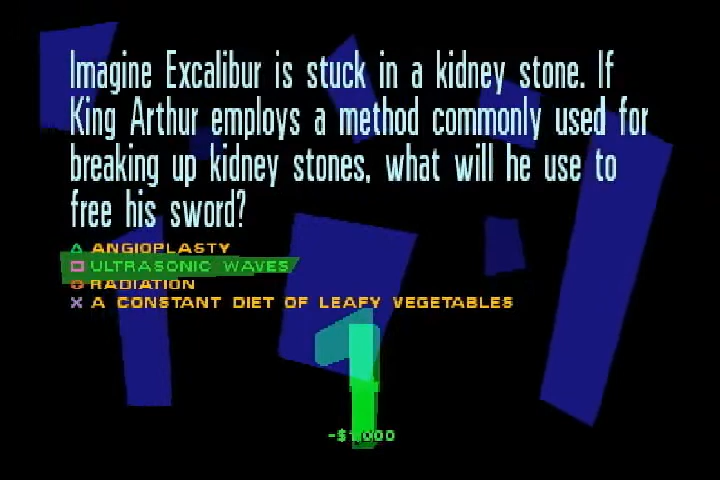 Imagine Excalibur is stuck in a kidney stone. If
King Arthur employs a method commonly used for
breaking up kidney stones, what will he use to
free his sword?
△ ANGIOPLASTY
□ ULTRASONIC WAVES
○ RADIATION
X A CONSTANT DIET OF LEAFY VEGETABLES
1
-$1,000